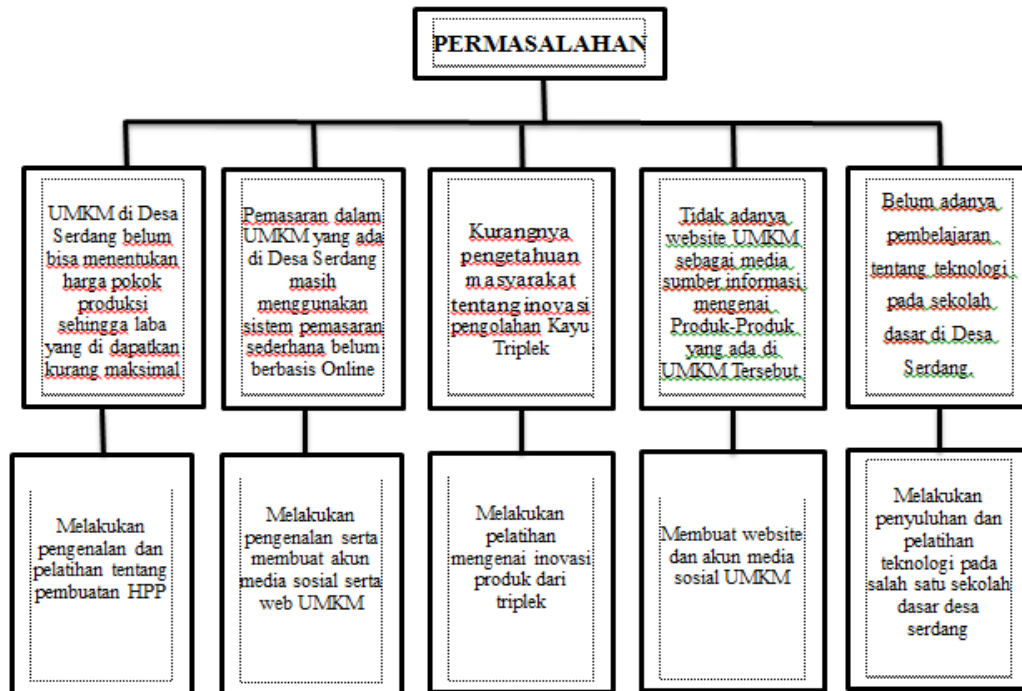 PERMASALAHAN
UMKM di Desa
Serdang belum
bisa menentukan
harga pokok
produksi
sehingga laba
yang di dapatkan
kurang maksimal
Pemasaran dalam
UMKM yang ada
di Desa Serdang
masih
menggunakan
sistem pemasaran
sederhana belum
berbasis Online
Kurangnya
pengetahuan
masyarakat
tentang inovasi
pengolahan Kayu
Triplek
Tidak adanya
website UMKM
sebagai media
sumber informasi
mengenai
Produk-Produk
yang ada di
UMKM Tersebut.
Belum adanya
pembelajaran
tentang teknologi
pada sekolah
dasar di Desa
Serdang.
Melakukan
pengenalan dan
pelatihan tentang
pembuatan HPP
Melakukan
pengenalan serta
membuat akun
media sosial serta
web UMKM
Melakukan
pelatihan
mengenai inovasi
produk dari
triplek
Membuat website
dan akun media
sosial UMKM
Melakukan
penyuluhan dan
pelatihan
teknologi pada
salah satu sekolah
dasar desa
serdang